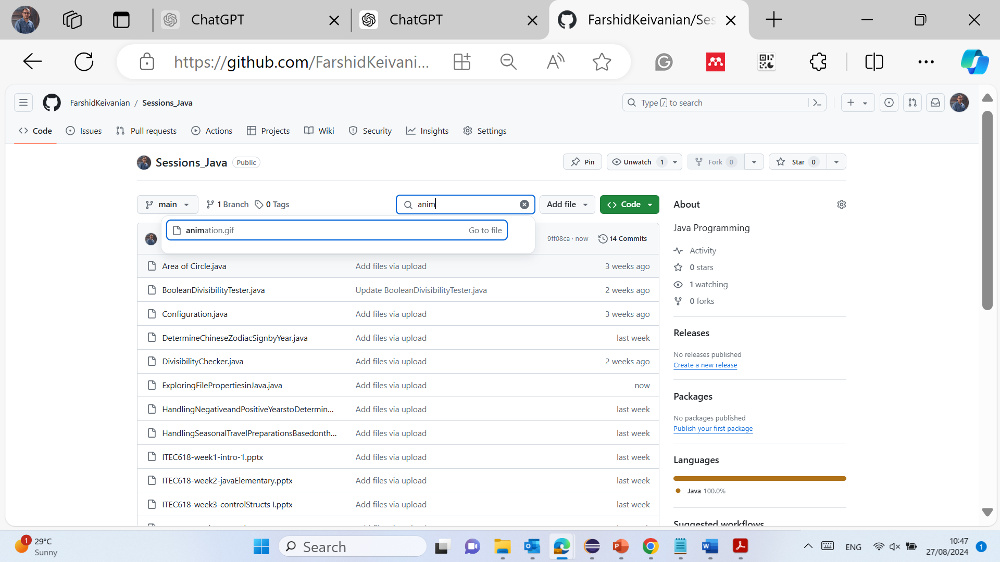 ChatGPT
ChatGPT
FarshidKeivanian/Ses
https://github.com/FarshidKeivani...
FarshidKeivanian / Sessions_Java
Type / to search
Code Issues Pull requests Actions Projects Wiki Security Insights Settings
Sessions_Java Public
Pin Unwatch 1 Fork 0 Star 0
main 1 Branch 0 Tags anim Add file Code
animation.gif Go to file
9ff08ca · now 14 Commits
Area of Circle.java Add files via upload 3 weeks ago
BooleanDivisibilityTester.java Update BooleanDivisibilityTester.java 2 weeks ago
Configuration.java Add files via upload 3 weeks ago
DetermineChineseZodiacSignbyYear.java Add files via upload last week
DivisibilityChecker.java Add files via upload 2 weeks ago
ExploringFilePropertiesinJava.java Add files via upload now
HandlingNegativeandPositiveYearstoDetermin... Add files via upload last week
HandlingSeasonalTravelPreparationsBasedonth... Add files via upload last week
ITEC618-week1-intro-1.pptx Add files via upload last week
ITEC618-week2-javaElementary.pptx Add files via upload last week
ITEC618-week3-controlStructs I.pptx Add files via upload last week
About
Java Programming
Activity
0 stars
1 watching
0 forks
Releases
No releases published
Create a new release
Packages
No packages published
Publish your first package
Languages
Java 100.0%
Suggested workflows
1
29°C
Sunny
Search
ENG
10:47
27/08/2024
1